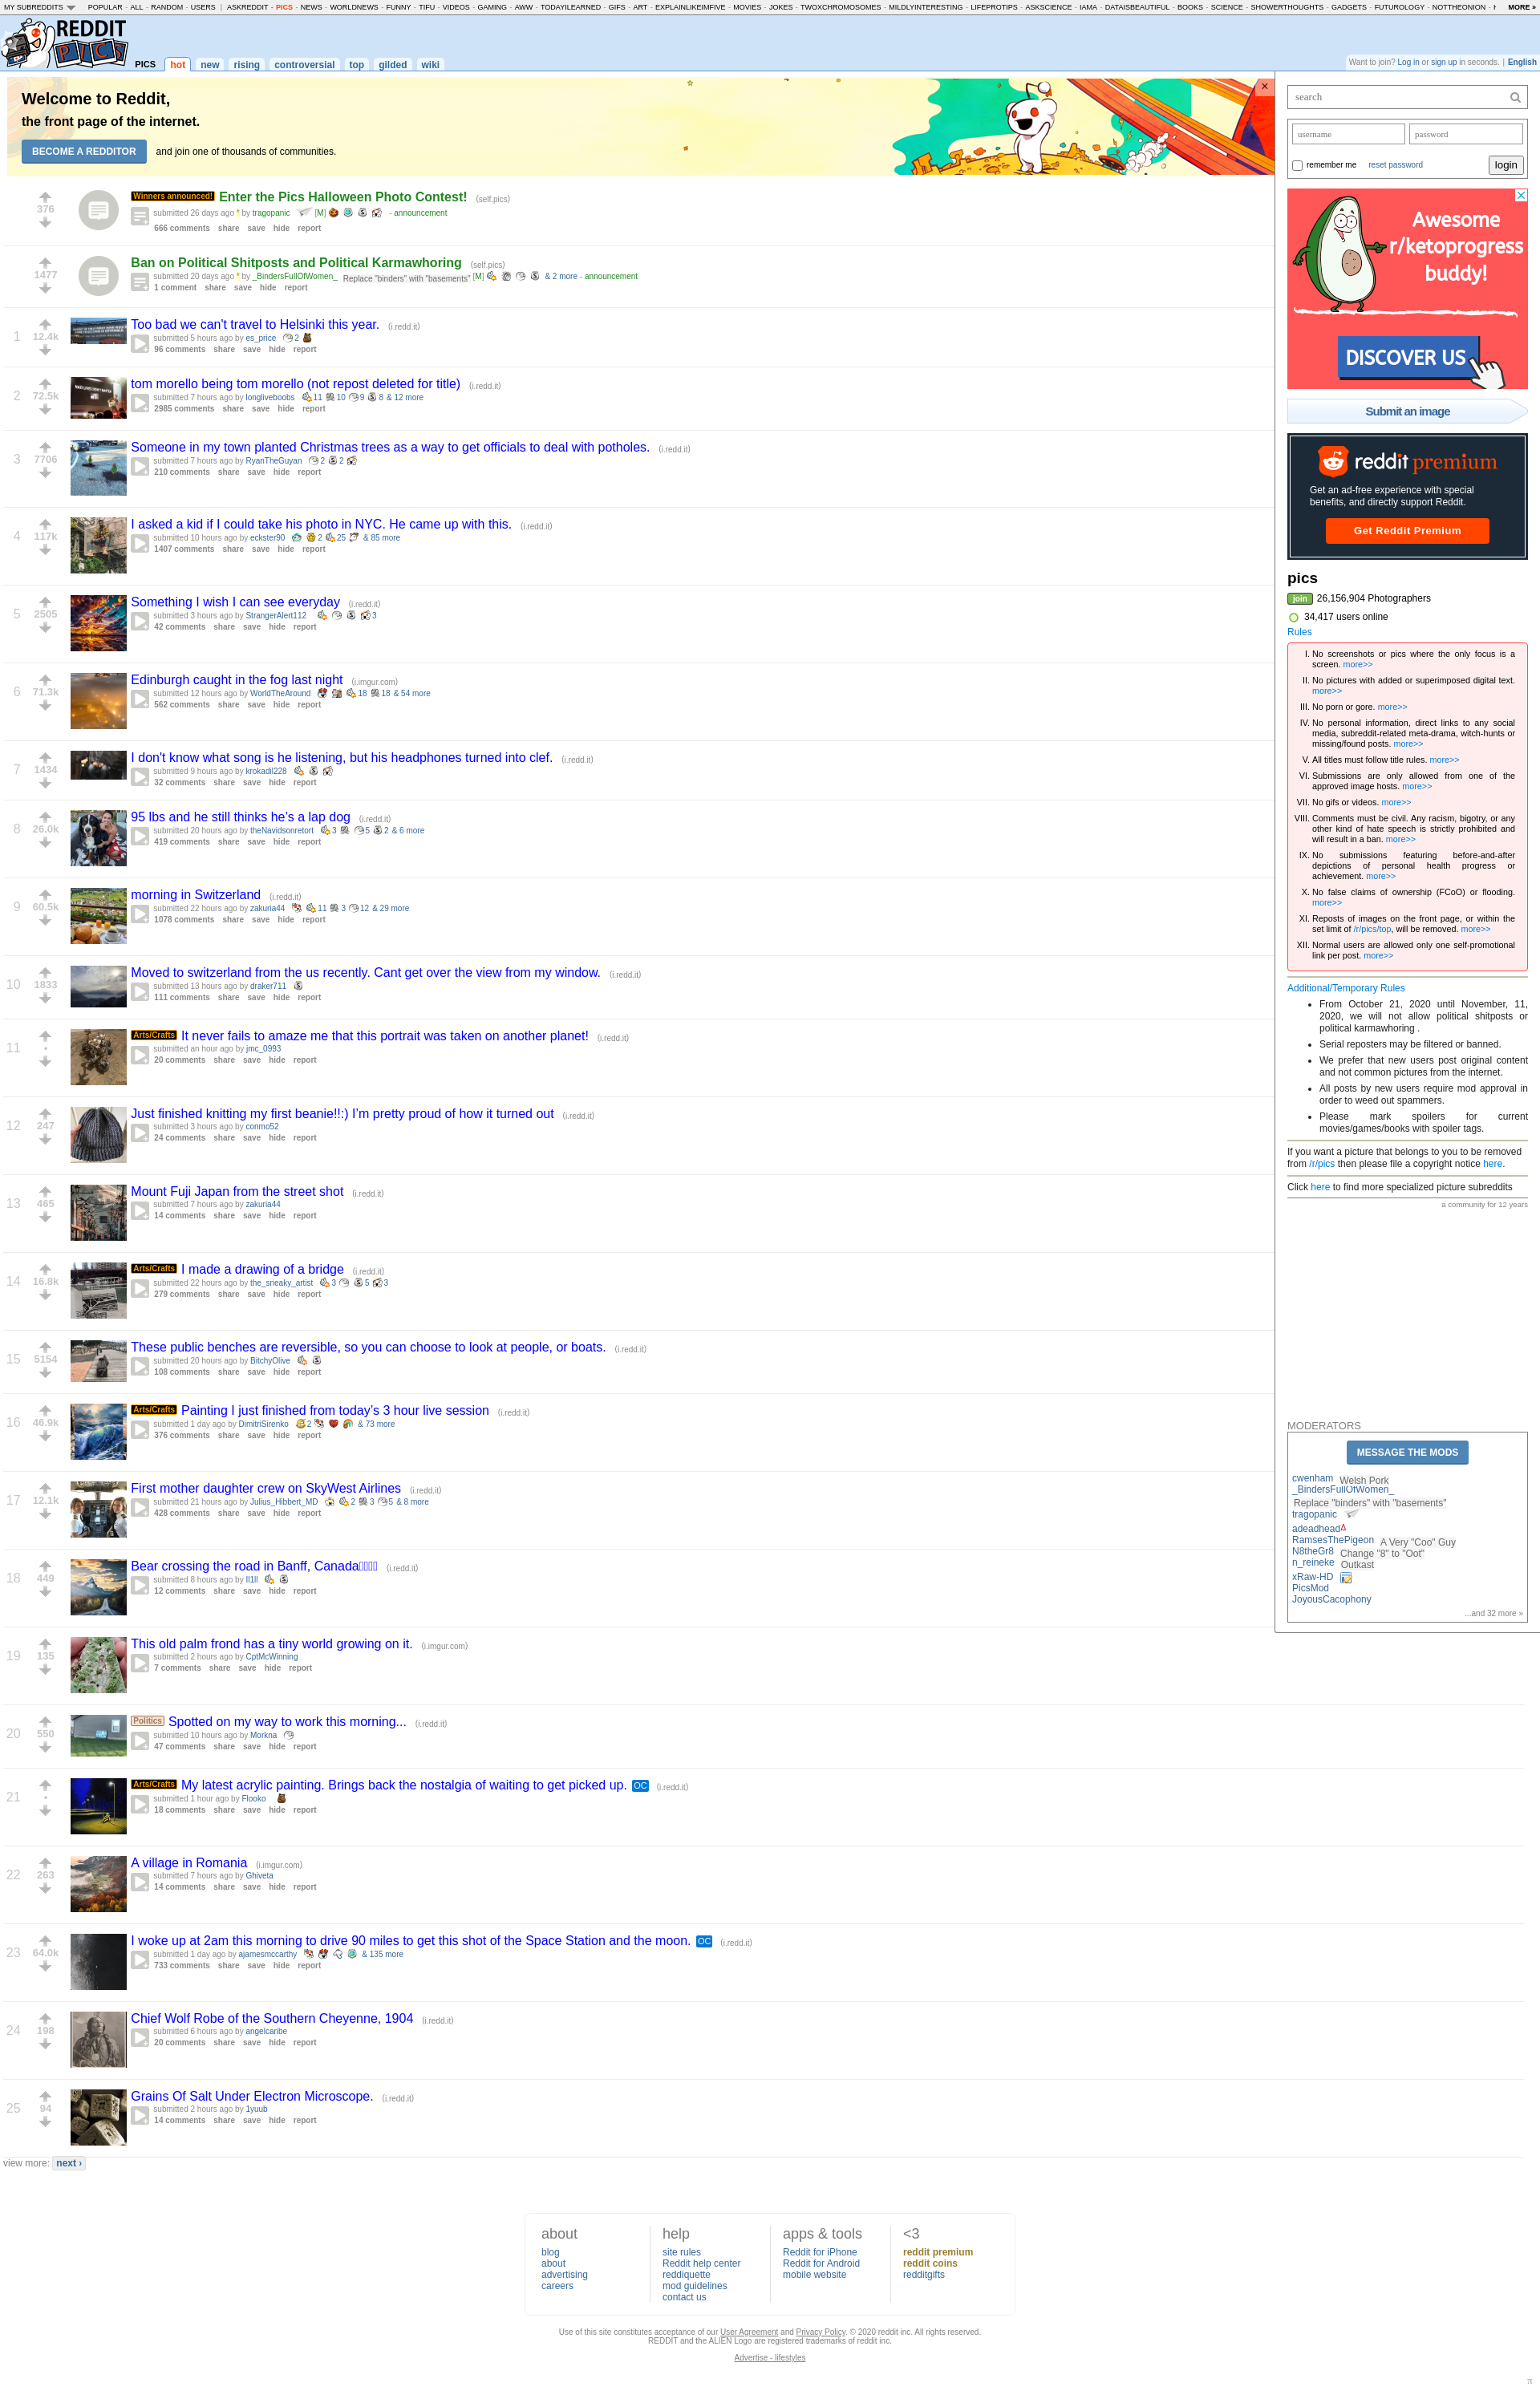 MY SUBREDDITS POPULAR - ALL - RANDOM - USERS | ASKREDDIT - PICS - NEWS - WORLDNEWS - FUNNY - TIFU - VIDEOS - GAMING - AWW - TODAYILEARNED - GIFS - ART - EXPLAINLIKEIMFIVE - MOVIES - JOKES - TWOXCHROMOSOMES - MILDLYINTERESTING - LIFEPROTIPS - ASKSCIENCE - IAMA - DATAISBEAUTIFUL - BOOKS - SCIENCE - SHOWERTHOUGHTS - GADGETS - FUTUROLOGY - NOTTHEONION - MORE »
REDDIT PICS
PICS hot new rising controversial top gilded wiki
Want to join? Log in or sign up in seconds. | English
Welcome to Reddit,
the front page of the internet.
BECOME A REDDITOR and join one of thousands of communities.
×
376
Winners announced! Enter the Pics Halloween Photo Contest! (self.pics)
submitted 26 days ago * by tragopanic [M] - announcement
666 comments share save hide report
1477
Ban on Political Shitposts and Political Karmawhoring (self.pics)
submitted 20 days ago * by _BindersFullOfWomen_ Replace "binders" with "basements" [M] & 2 more - announcement
1 comment share save hide report
1 12.4k
Too bad we can't travel to Helsinki this year. (i.redd.it)
submitted 5 hours ago by es_price 2
96 comments share save hide report
2 72.5k
tom morello being tom morello (not repost deleted for title) (i.redd.it)
submitted 7 hours ago by longliveboobs 11 10 9 8 & 12 more
2985 comments share save hide report
3 7706
Someone in my town planted Christmas trees as a way to get officials to deal with potholes. (i.redd.it)
submitted 7 hours ago by RyanTheGuyan 2 2
210 comments share save hide report
4 117k
I asked a kid if I could take his photo in NYC. He came up with this. (i.redd.it)
submitted 10 hours ago by eckster90 2 25 & 85 more
1407 comments share save hide report
5 2505
Something I wish I can see everyday (i.redd.it)
submitted 3 hours ago by StrangerAlert112 3
42 comments share save hide report
6 71.3k
Edinburgh caught in the fog last night (i.imgur.com)
submitted 12 hours ago by WorldTheAround 18 18 & 54 more
562 comments share save hide report
7 1434
I don't know what song is he listening, but his headphones turned into clef. (i.redd.it)
submitted 9 hours ago by krokadil228
32 comments share save hide report
8 26.0k
95 lbs and he still thinks he's a lap dog (i.redd.it)
submitted 20 hours ago by theNavidsonretort 3 5 2 & 6 more
419 comments share save hide report
9 60.5k
morning in Switzerland (i.redd.it)
submitted 22 hours ago by zakuria44 11 3 12 & 29 more
1078 comments share save hide report
10 1833
Moved to switzerland from the us recently. Cant get over the view from my window. (i.redd.it)
submitted 13 hours ago by draker711
111 comments share save hide report
11 •
Arts/Crafts It never fails to amaze me that this portrait was taken on another planet! (i.redd.it)
submitted an hour ago by jmc_0993
20 comments share save hide report
12 247
Just finished knitting my first beanie!!:) I'm pretty proud of how it turned out (i.redd.it)
submitted 3 hours ago by conmo52
24 comments share save hide report
13 465
Mount Fuji Japan from the street shot (i.redd.it)
submitted 7 hours ago by zakuria44
14 comments share save hide report
14 16.8k
Arts/Crafts I made a drawing of a bridge (i.redd.it)
submitted 22 hours ago by the_sneaky_artist 3 5 3
279 comments share save hide report
15 5154
These public benches are reversible, so you can choose to look at people, or boats. (i.redd.it)
submitted 20 hours ago by BitchyOlive
108 comments share save hide report
16 46.9k
Arts/Crafts Painting I just finished from today's 3 hour live session (i.redd.it)
submitted 1 day ago by DimitriSirenko 2 & 73 more
376 comments share save hide report
17 12.1k
First mother daughter crew on SkyWest Airlines (i.redd.it)
submitted 21 hours ago by Julius_Hibbert_MD 2 3 5 & 8 more
428 comments share save hide report
18 449
Bear crossing the road in Banff, Canada (i.redd.it)
submitted 8 hours ago by
12 comments share save hide report
19 135
This old palm frond has a tiny world growing on it. (i.imgur.com)
submitted 2 hours ago by CptMcWinning
7 comments share save hide report
20 550
Politics Spotted on my way to work this morning... (i.redd.it)
submitted 10 hours ago by Morkna
47 comments share save hide report
21 •
Arts/Crafts My latest acrylic painting. Brings back the nostalgia of waiting to get picked up. OC (i.redd.it)
submitted 1 hour ago by Flooko
18 comments share save hide report
22 263
A village in Romania (i.imgur.com)
submitted 7 hours ago by Ghiveta
14 comments share save hide report
23 64.0k
I woke up at 2am this morning to drive 90 miles to get this shot of the Space Station and the moon. OC (i.redd.it)
submitted 1 day ago by ajamesmccarthy & 135 more
733 comments share save hide report
24 198
Chief Wolf Robe of the Southern Cheyenne, 1904 (i.redd.it)
submitted 6 hours ago by angelcaribe
20 comments share save hide report
25 94
Grains Of Salt Under Electron Microscope. (i.redd.it)
submitted 2 hours ago by 1yuub
14 comments share save hide report
view more: next ›
search
username password
remember me reset password login
Awesome
r/ketoprogress
buddy!
DISCOVER US
Submit an image
reddit premium
Get an ad-free experience with special
benefits, and directly support Reddit.
Get Reddit Premium
pics
join 26,156,904 Photographers
34,417 users online
Rules
I. No screenshots or pics where the only focus is a
screen. more>>
II. No pictures with added or superimposed digital text.
more>>
III. No porn or gore. more>>
IV. No personal information, direct links to any social
media, subreddit-related meta-drama, witch-hunts or
missing/found posts. more>>
V. All titles must follow title rules. more>>
VI. Submissions are only allowed from one of the
approved image hosts. more>>
VII. No gifs or videos. more>>
VIII. Comments must be civil. Any racism, bigotry, or any
other kind of hate speech is strictly prohibited and
will result in a ban. more>>
IX. No submissions featuring before-and-after
depictions of personal health progress or
achievement. more>>
X. No false claims of ownership (FCoO) or flooding.
more>>
XI. Reposts of images on the front page, or within the
set limit of /r/pics/top, will be removed. more>>
XII. Normal users are allowed only one self-promotional
link per post. more>>
Additional/Temporary Rules
• From October 21, 2020 until November, 11,
2020, we will not allow political shitposts or
political karmawhoring .
• Serial reposters may be filtered or banned.
• We prefer that new users post original content
and not common pictures from the internet.
• All posts by new users require mod approval in
order to weed out spammers.
• Please mark spoilers for current
movies/games/books with spoiler tags.
If you want a picture that belongs to you to be removed
from /r/pics then please file a copyright notice here.
Click here to find more specialized picture subreddits
a community for 12 years
MODERATORS
MESSAGE THE MODS
cwenham Welsh Pork
_BindersFullOfWomen_
Replace "binders" with "basements"
tragopanic
adeadhead Δ
RamsesThePigeon A Very "Coo" Guy
N8theGr8 Change "8" to "Oot"
n_reineke Outkast
xRaw-HD
PicsMod
JoyousCacophony
...and 32 more »
about
blog
about
advertising
careers
help
site rules
Reddit help center
reddiquette
mod guidelines
contact us
apps & tools
Reddit for iPhone
Reddit for Android
mobile website
<3
reddit premium
reddit coins
redditgifts
Use of this site constitutes acceptance of our User Agreement and Privacy Policy. © 2020 reddit inc. All rights reserved.
REDDIT and the ALIEN Logo are registered trademarks of reddit inc.
Advertise - lifestyles
π